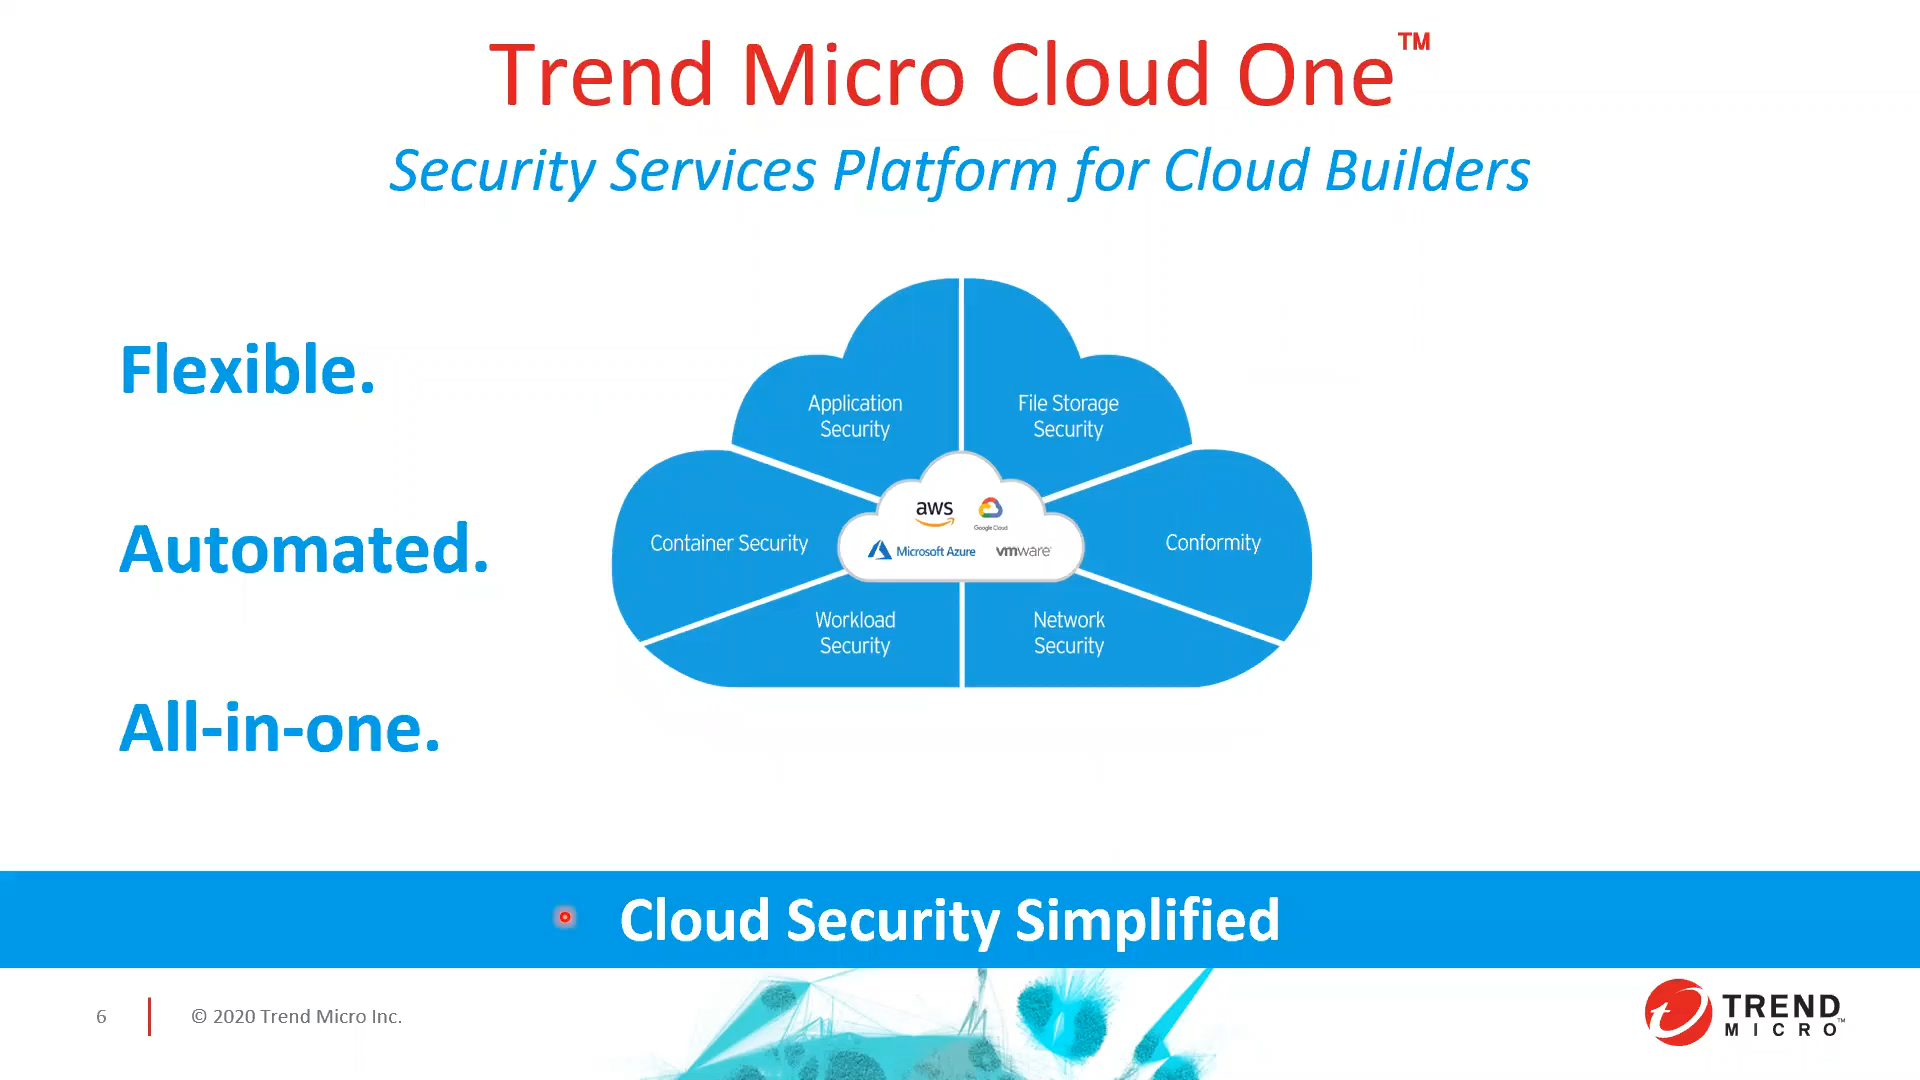 Trend Micro Cloud One™
Security Services Platform for Cloud Builders
Flexible.
Automated.
All-in-one.
Application
Security
File Storage
Security
Container Security
aws
Google Cloud
Microsoft Azure
vmware®
Conformity
Workload
Security
Network
Security
Cloud Security Simplified
6
© 2020 Trend Micro Inc.
TREND
MICRO™